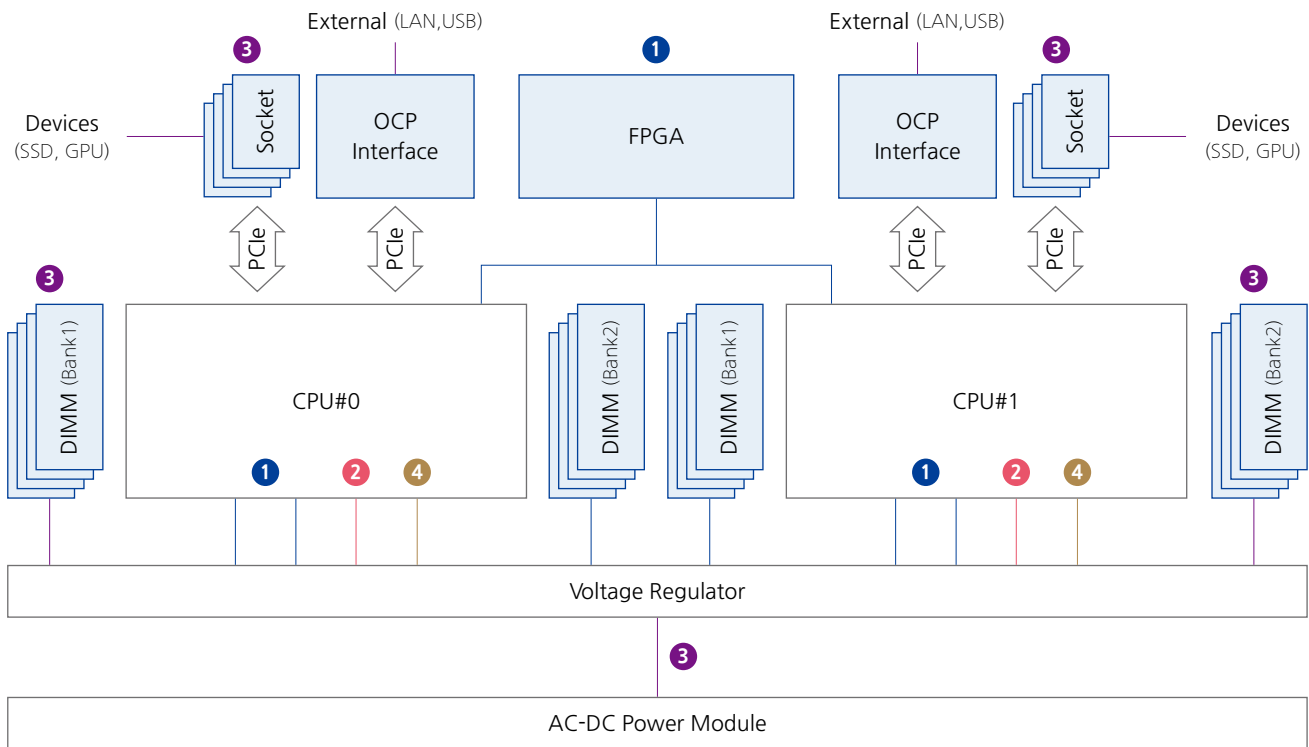 External (LAN,USB)
External (LAN,USB)
3
1
3
Devices
(SSD, GPU)
Socket
OCP
Interface
FPGA
OCP
Interface
Socket
Devices
(SSD, GPU)
PCIe
PCIe
PCIe
PCIe
3
3
DIMM (Bank1)
CPU#0
DIMM (Bank2)
DIMM (Bank1)
CPU#1
DIMM (Bank2)
1
2
4
1
2
4
Voltage Regulator
3
AC-DC Power Module